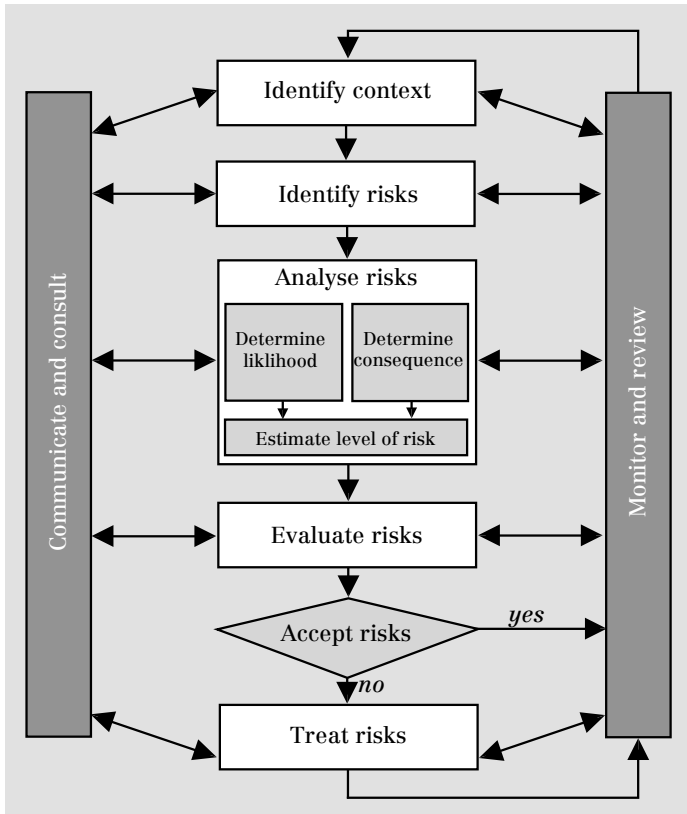 Identify context
Identify risks
Analyse risks
Determine
liklihood
Determine
consequence
Estimate level of risk
Evaluate risks
Accept risks
yes
no
Treat risks
Communicate and consult
Monitor and review